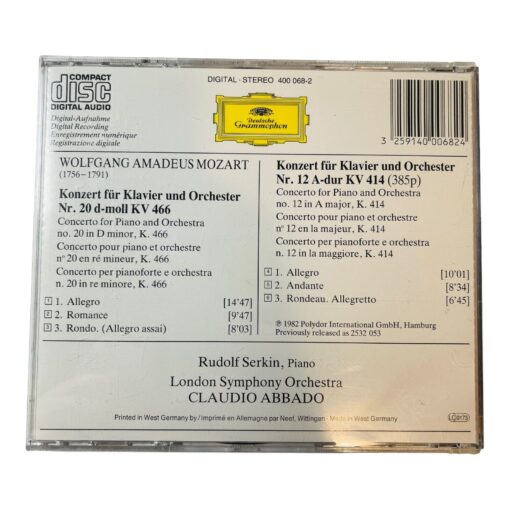 COMPACT
disc
DIGITAL AUDIO
Digital-Aufnahme
Digital Recording
Enregistrement numérique
Registrazione digitale
DIGITAL · STEREO 400 068-2
Deutsche
Grammophon
3 259140 006824
WOLFGANG AMADEUS MOZART
(1756–1791)
Konzert für Klavier und Orchester
Nr. 20 d-moll KV 466
Concerto for Piano and Orchestra
no. 20 in D minor, K. 466
Concerto pour piano et orchestre
n° 20 en ré mineur, K. 466
Concerto per pianoforte e orchestra
n. 20 in re minore, K. 466
1 1. Allegro [14'47]
2 2. Romance [9'47]
3 3. Rondo. (Allegro assai) [8'03]
Konzert für Klavier und Orchester
Nr. 12 A-dur KV 414 (385p)
Concerto for Piano and Orchestra
no. 12 in A major, K. 414
Concerto pour piano et orchestre
n° 12 en la majeur, K. 414
Concerto per pianoforte e orchestra
n. 12 in la maggiore, K. 414
4 1. Allegro [10'01]
5 2. Andante [8'34]
6 3. Rondeau. Allegretto [6'45]
℗ 1982 Polydor International GmbH, Hamburg
Previously released as 2532 053
Rudolf Serkin, Piano
London Symphony Orchestra
CLAUDIO ABBADO
Printed in West Germany by / Imprimé en Allemagne par Neef, Wittingen · Made in West Germany
LC 0173